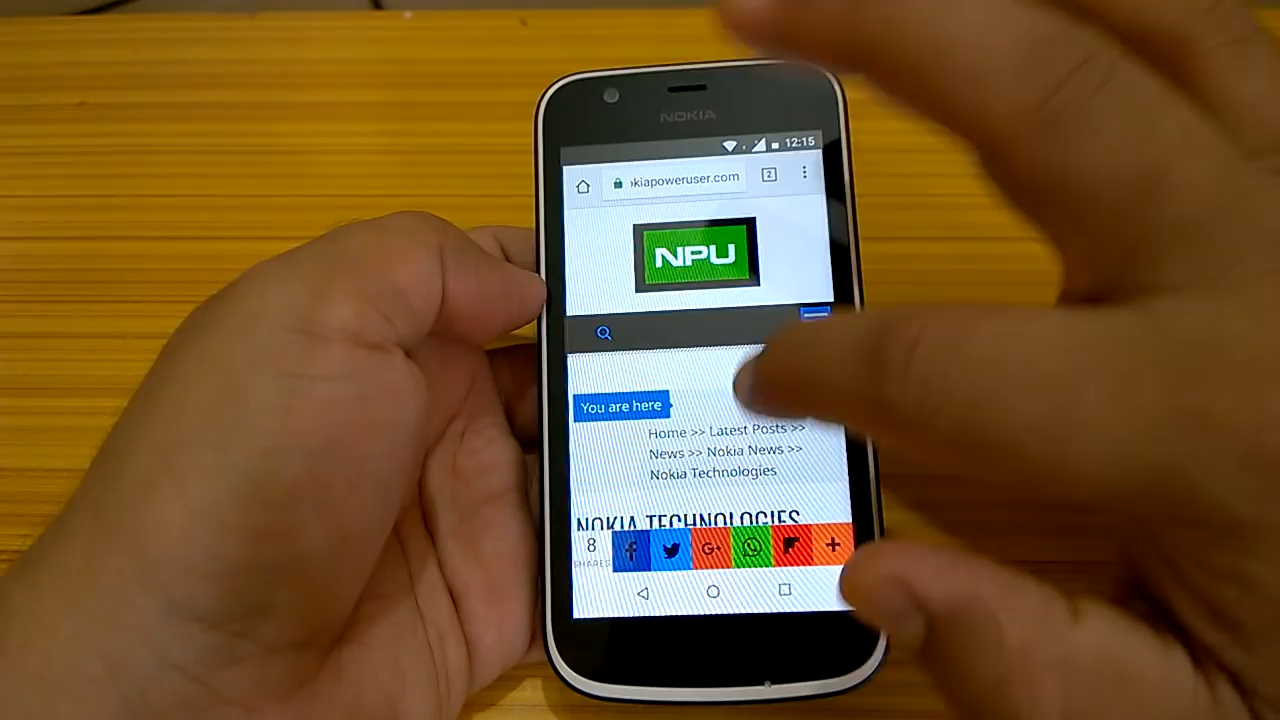 NOKIA
12:15
kiapoweruser.com
2
NPU
You are here
Home >> Latest Posts >>
News >> Nokia News >>
Nokia Technologies
NOKIA TECHNOLOGIES
8
SHARES